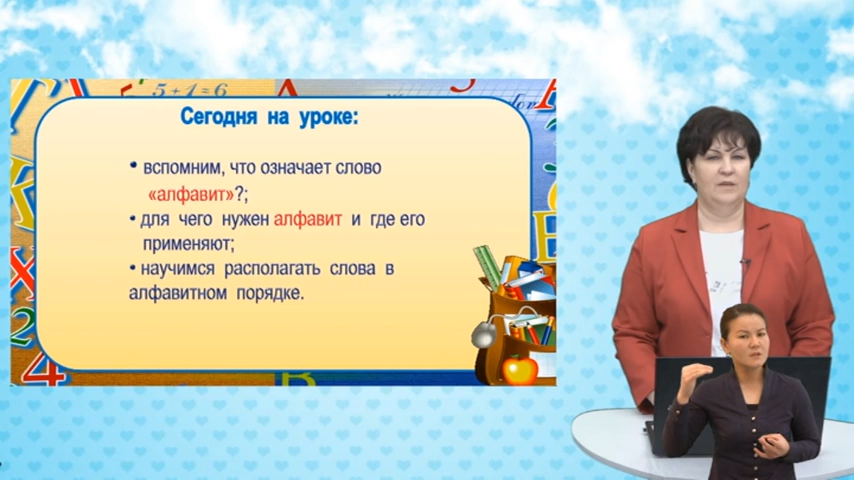 5+1=6
Сегодня на уроке:
• вспомним, что означает слово
«алфавит»?;
• для чего нужен алфавит и где его
применяют;
• научимся располагать слова в
алфавитном порядке.